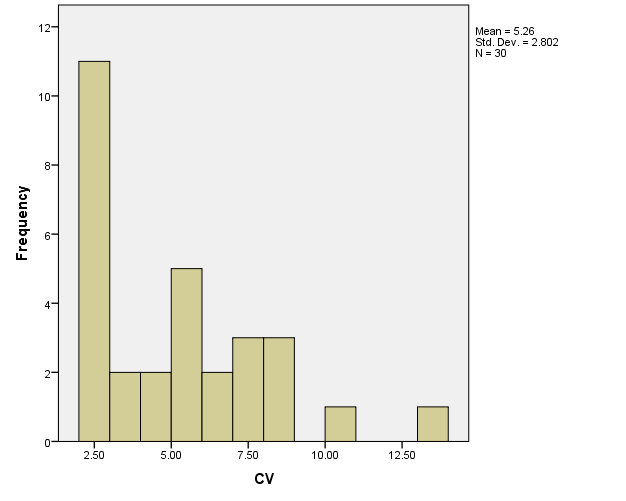 Mean = 5.26
Std. Dev. = 2.802
N = 30
12
10
8
6
4
2
0
Frequency
2.50 5.00 7.50 10.00 12.50
CV